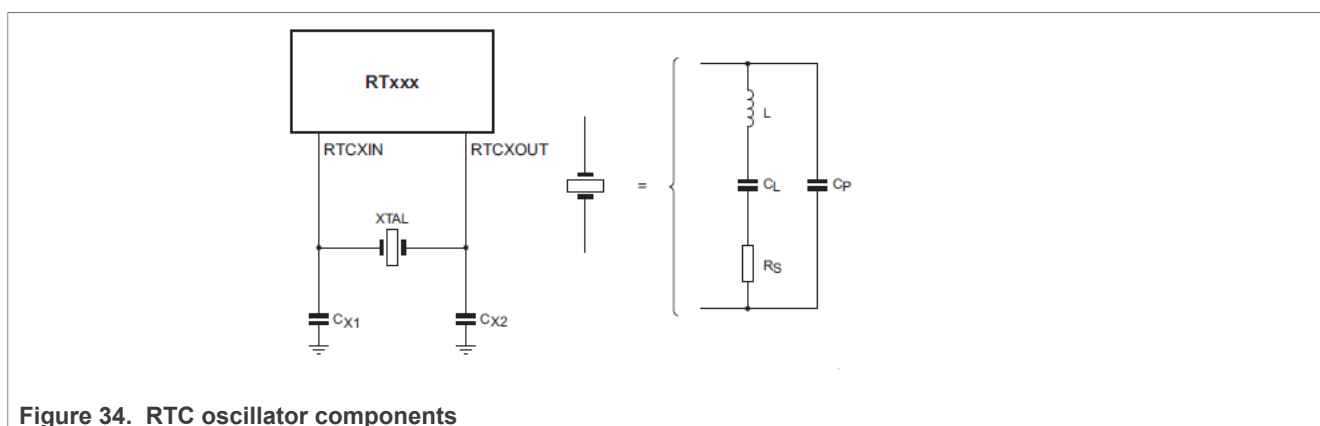 RTxxx
RTCXIN
RTCXOUT
XTAL
CX1
CX2
=
L
CL
CP
RS
Figure 34. RTC oscillator components